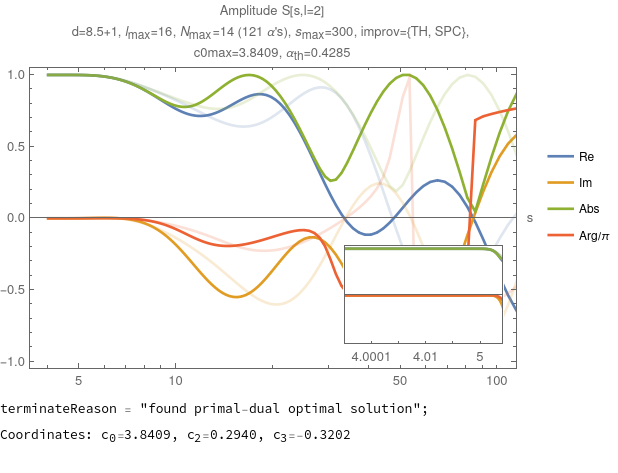 Amplitude S[s,l=2]
d=8.5+1, lmax=16, Nmax=14 (121 α's), smax=300, improv={TH, SPC},
c0max=3.8409, αth=0.4285
1.0
0.5
0.0
-0.5
-1.0
s
Re
Im
Abs
Arg/π
4.0001 4.01 5
5 10 50 100
terminateReason = "found primal-dual optimal solution";
Coordinates: c0=3.8409, c2=0.2940, c3=-0.3202